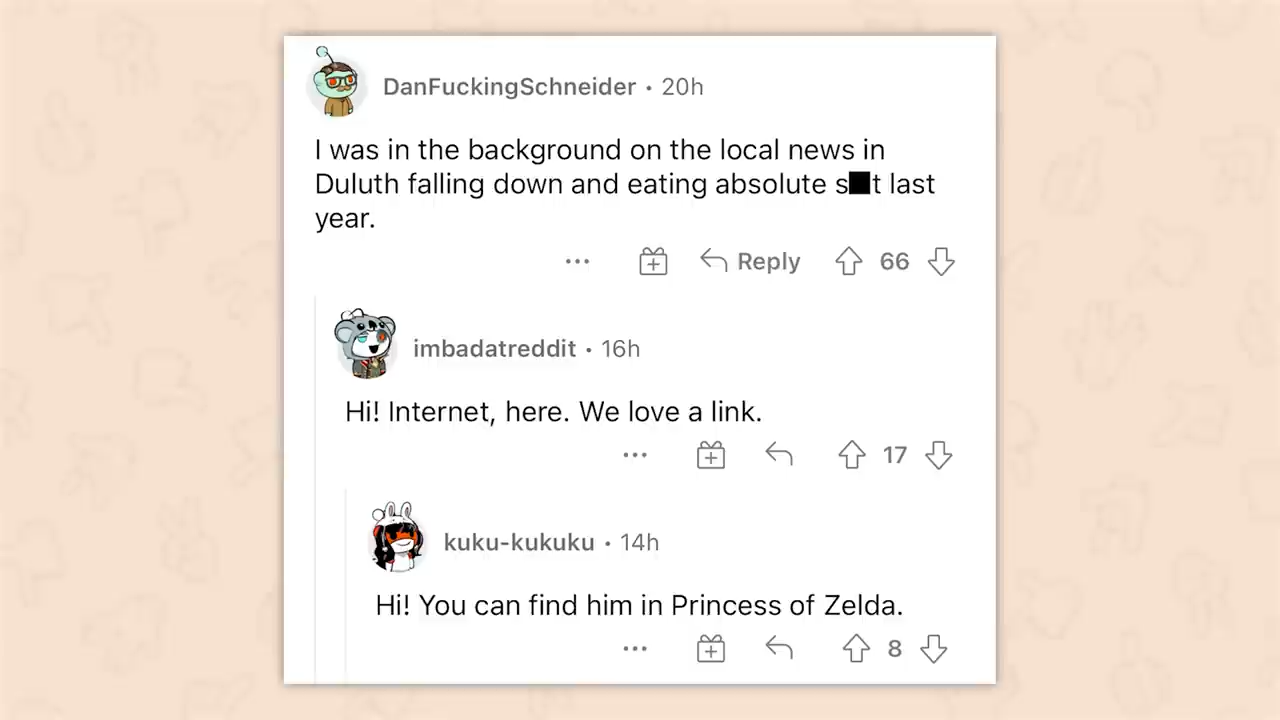 DanFuckingSchneider • 20h
I was in the background on the local news in
Duluth falling down and eating absolute s■t last
year.
... Reply 66
imbadatreddit • 16h
Hi! Internet, here. We love a link.
... 17
kuku-kukuku • 14h
Hi! You can find him in Princess of Zelda.
... 8